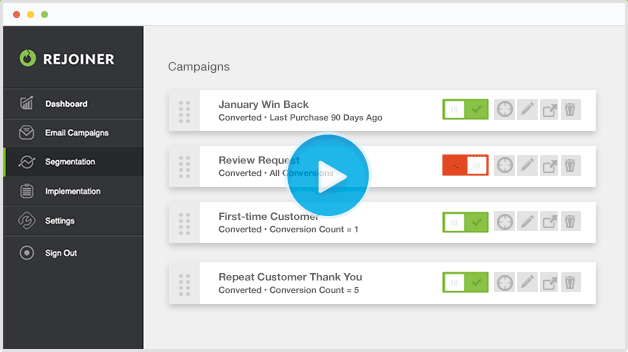 REJOINER
Dashboard
Email Campaigns
Segmentation
Implementation
Settings
Sign Out
Campaigns
January Win Back
Converted • Last Purchase 90 Days Ago
Review Request
Converted • All Conversions
First-time Customer
Converted • Conversion Count = 1
Repeat Customer Thank You
Converted • Conversion Count = 5